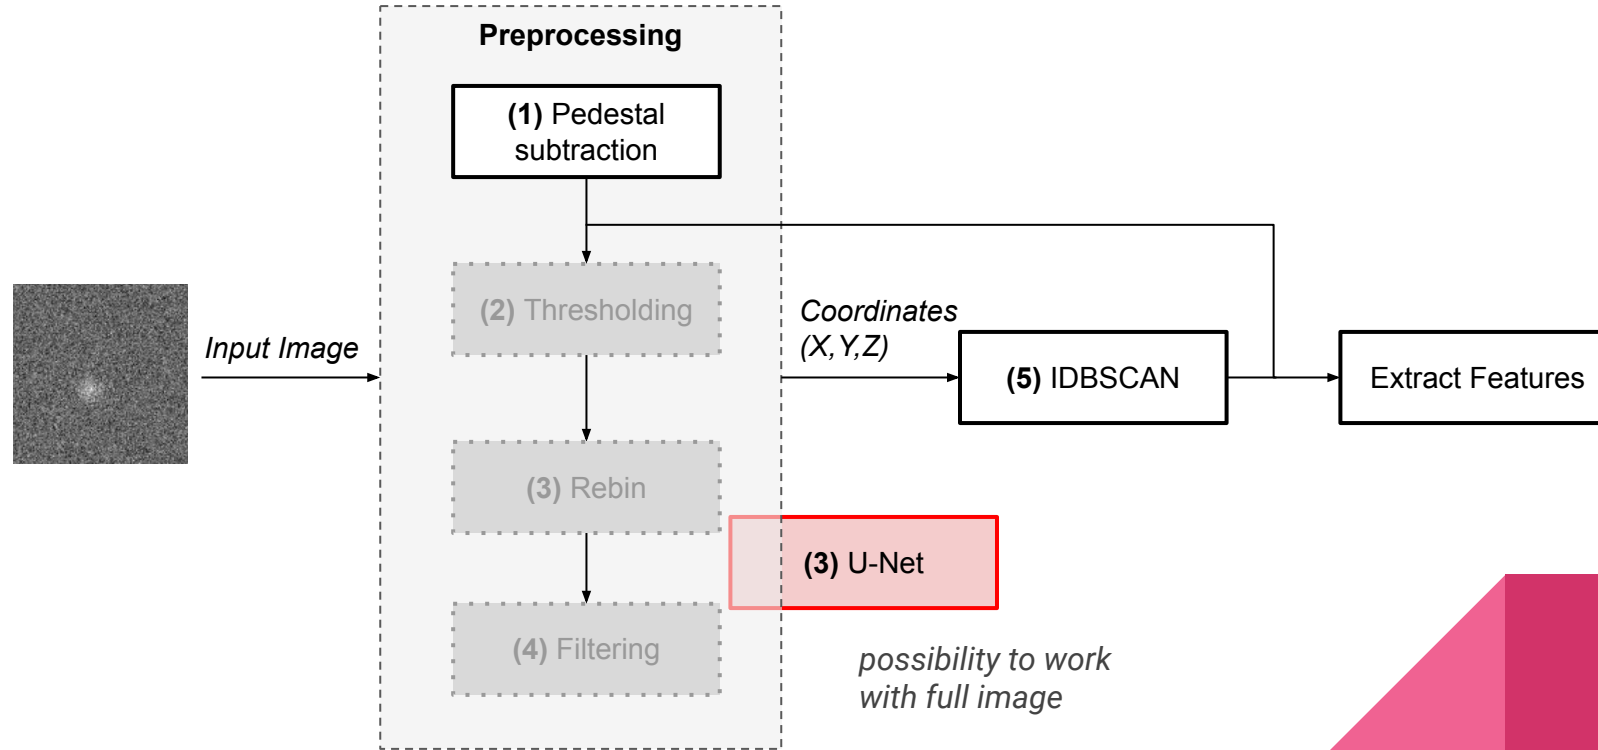 Preprocessing
(1) Pedestal
subtraction
(2) Thresholding
Input Image
Coordinates
(X,Y,Z)
(5) IDBSCAN
Extract Features
(3) Rebin
(3) U-Net
(4) Filtering
possibility to work
with full image